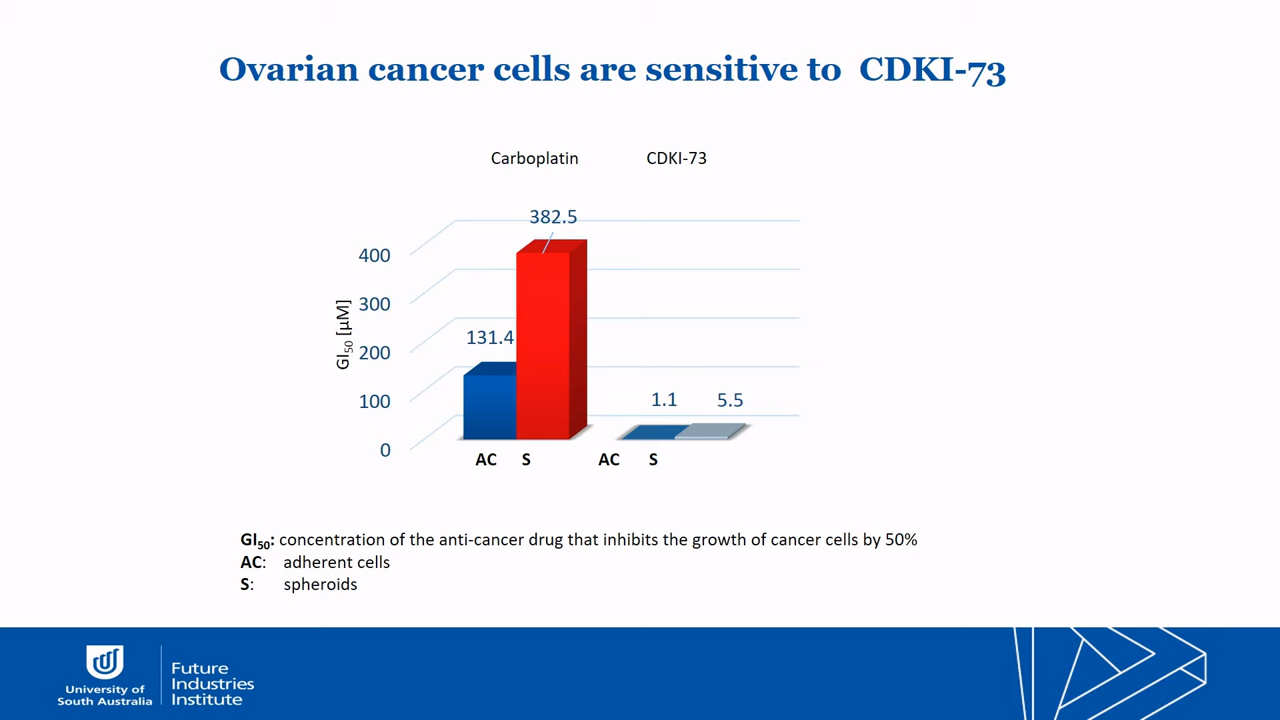 Ovarian cancer cells are sensitive to CDKI-73
Carboplatin CDKI-73
382.5
400
300
131.4
200
1.1 5.5
100
0
GI50 [µM]
AC S AC S
GI50: concentration of the anti-cancer drug that inhibits the growth of cancer cells by 50%
AC: adherent cells
S: spheroids
University of
South Australia
Future
Industries
Institute